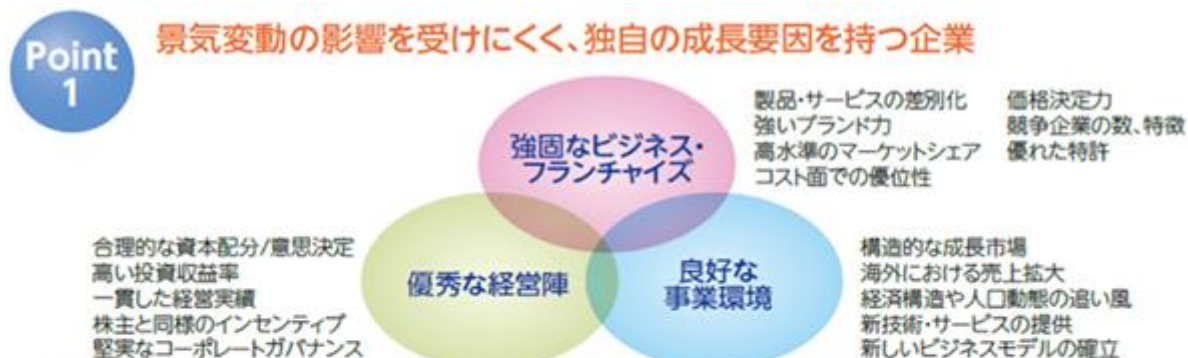 Point
1
景気変動の影響を受けにくく、独自の成長要因を持つ企業
強固なビジネス・
フランチャイズ
製品・サービスの差別化
強いブランド力
高水準のマーケットシェア
コスト面での優位性
価格決定力
競争企業の数、特徴
優れた特許
合理的な資本配分/意思決定
高い投資収益率
一貫した経営実績
株主と同様のインセンティブ
堅実なコーポレートガバナンス
優秀な経営陣
良好な
事業環境
構造的な成長市場
海外における売上拡大
経済構造や人口動態の追い風
新技術・サービスの提供
新しいビジネスモデルの確立